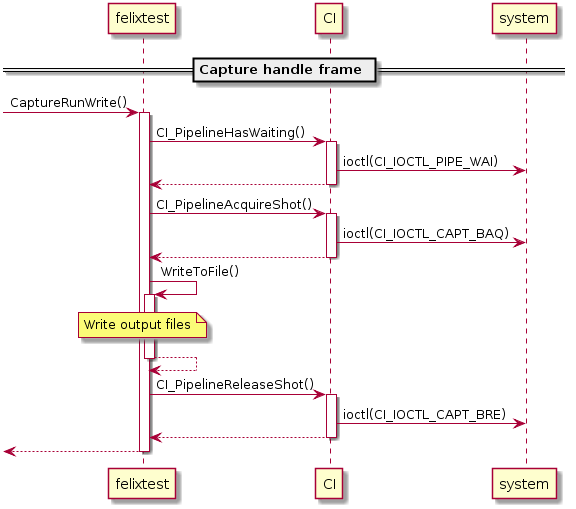 felixtest CI system
Capture handle frame
CaptureRunWrite()
CI_PipelineHasWaiting()
ioctl(CI_IOCTL_PIPE_WAI)
CI_PipelineAcquireShot()
ioctl(CI_IOCTL_CAPT_BAQ)
WriteToFile()
Write output files
CI_PipelineReleaseShot()
ioctl(CI_IOCTL_CAPT_BRE)
felixtest CI system